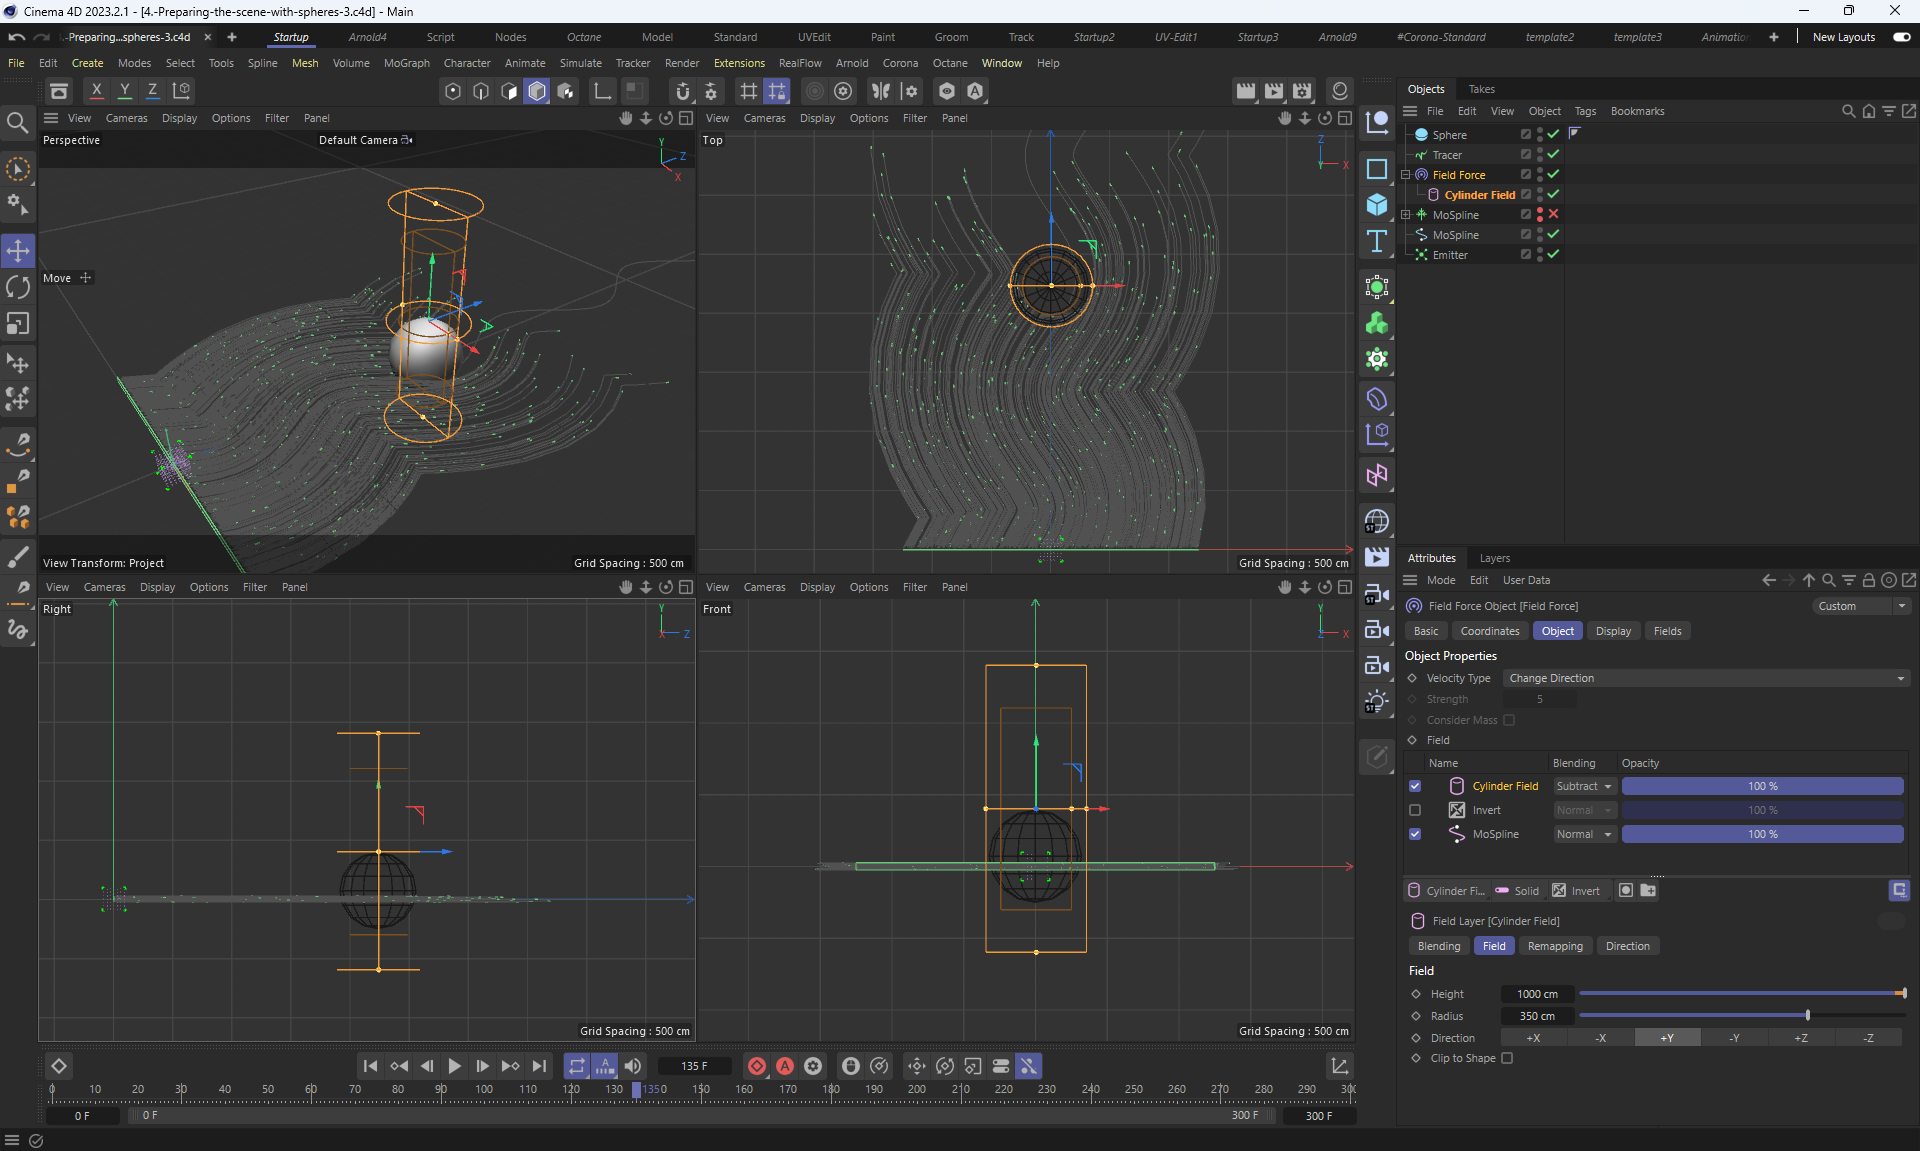 Cinema 4D 2023.2.1 - [4.-Preparing-the-scene-with-spheres-3.c4d] - Main
-Preparing...spheres-3.c4d
Startup Arnold4 Script Nodes Octane Model Standard UVEdit Paint Groom Track Startup2 UV-Edit1 Startup3 Arnold9 #Corona-Standard template2 template3 Animation New Layouts
File Edit Create Modes Select Tools Spline Mesh Volume MoGraph Character Animate Simulate Tracker Render Extensions RealFlow Arnold Corona Octane Window Help
X Y Z
Objects Takes
File Edit View Object Tags Bookmarks
Sphere
Tracer
Field Force
Cylinder Field
MoSpline
MoSpline
Emitter
View Cameras Display Options Filter Panel
Perspective
Default Camera
Y Z X
Move
View Transform: Project
Grid Spacing : 500 cm
View Cameras Display Options Filter Panel
Top
Z Y X
Grid Spacing : 500 cm
View Cameras Display Options Filter Panel
Right
Y X Z
Grid Spacing : 500 cm
View Cameras Display Options Filter Panel
Front
Y Z X
Grid Spacing : 500 cm
Attributes Layers
Mode Edit User Data
Field Force Object [Field Force]
Custom
Basic Coordinates Object Display Fields
Object Properties
Velocity Type Change Direction
Strength 5
Consider Mass
Field
Name Blending Opacity
Cylinder Field Subtract 100 %
Invert Normal 100 %
MoSpline Normal 100 %
Cylinder Fi... Solid Invert
Field Layer [Cylinder Field]
Blending Field Remapping Direction
Field
Height 1000 cm
Radius 350 cm
Direction +X -X +Y -Y +Z -Z
Clip to Shape
135 F
0 10 20 30 40 50 60 70 80 90 100 110 120 130 1350 150 160 170 180 190 200 210 220 230 240 250 260 270 280 290 30
0 F 0 F 300 F 300 F